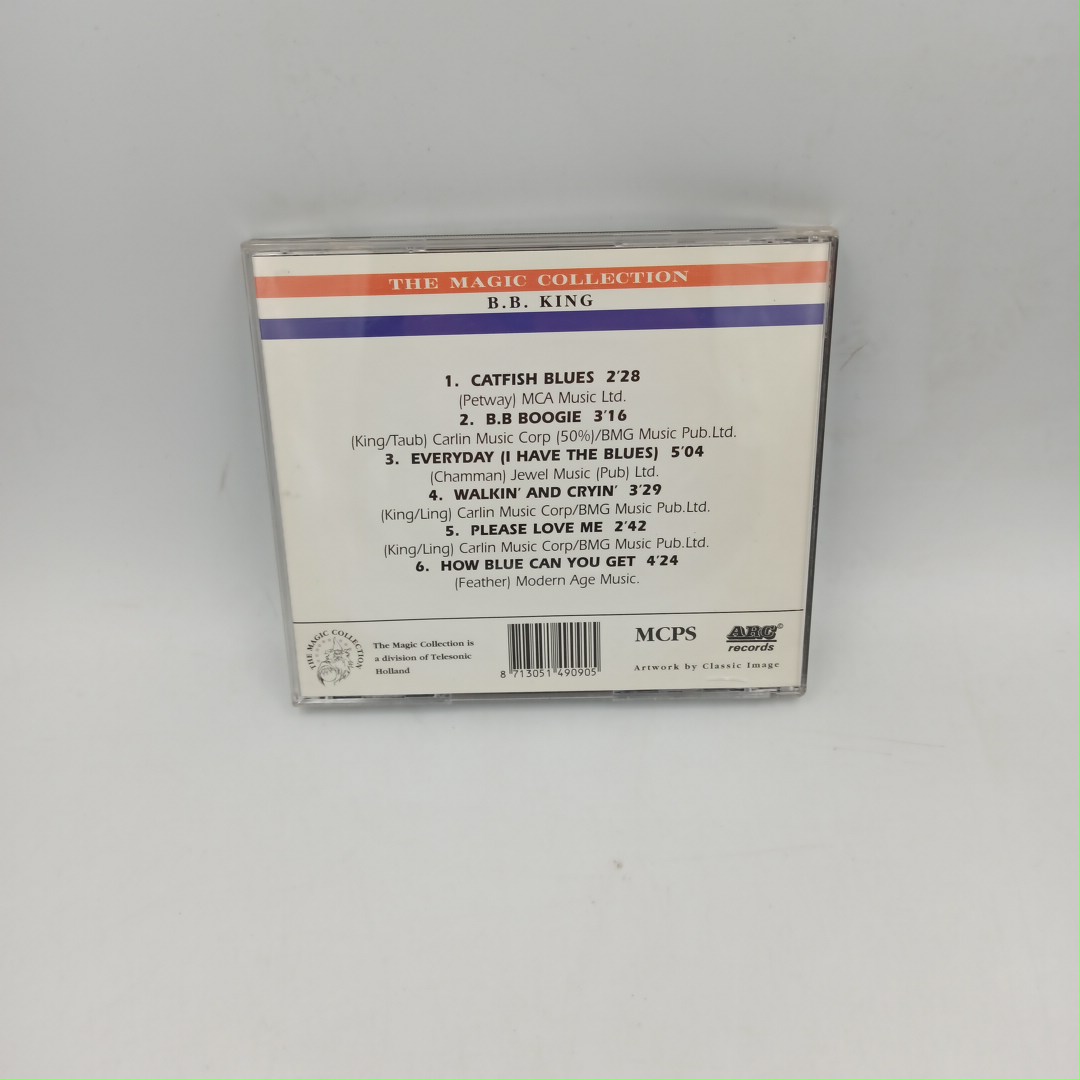 THE MAGIC COLLECTION
B.B. KING
1. CATFISH BLUES 2'28
(Petway) MCA Music Ltd.
2. B.B BOOGIE 3'16
(King/Taub) Carlin Music Corp (50%)/BMG Music Pub.Ltd.
3. EVERYDAY (I HAVE THE BLUES) 5'04
(Chamman) Jewel Music (Pub) Ltd.
4. WALKIN' AND CRYIN' 3'29
(King/Ling) Carlin Music Corp/BMG Music Pub.Ltd.
5. PLEASE LOVE ME 2'42
(King/Ling) Carlin Music Corp/BMG Music Pub.Ltd.
6. HOW BLUE CAN YOU GET 4'24
(Feather) Modern Age Music.
THE MAGIC COLLECTION
The Magic Collection is
a division of Telesonic
Holland
8 713051 490905
MCPS
ARC©
records
Artwork by Classic Image